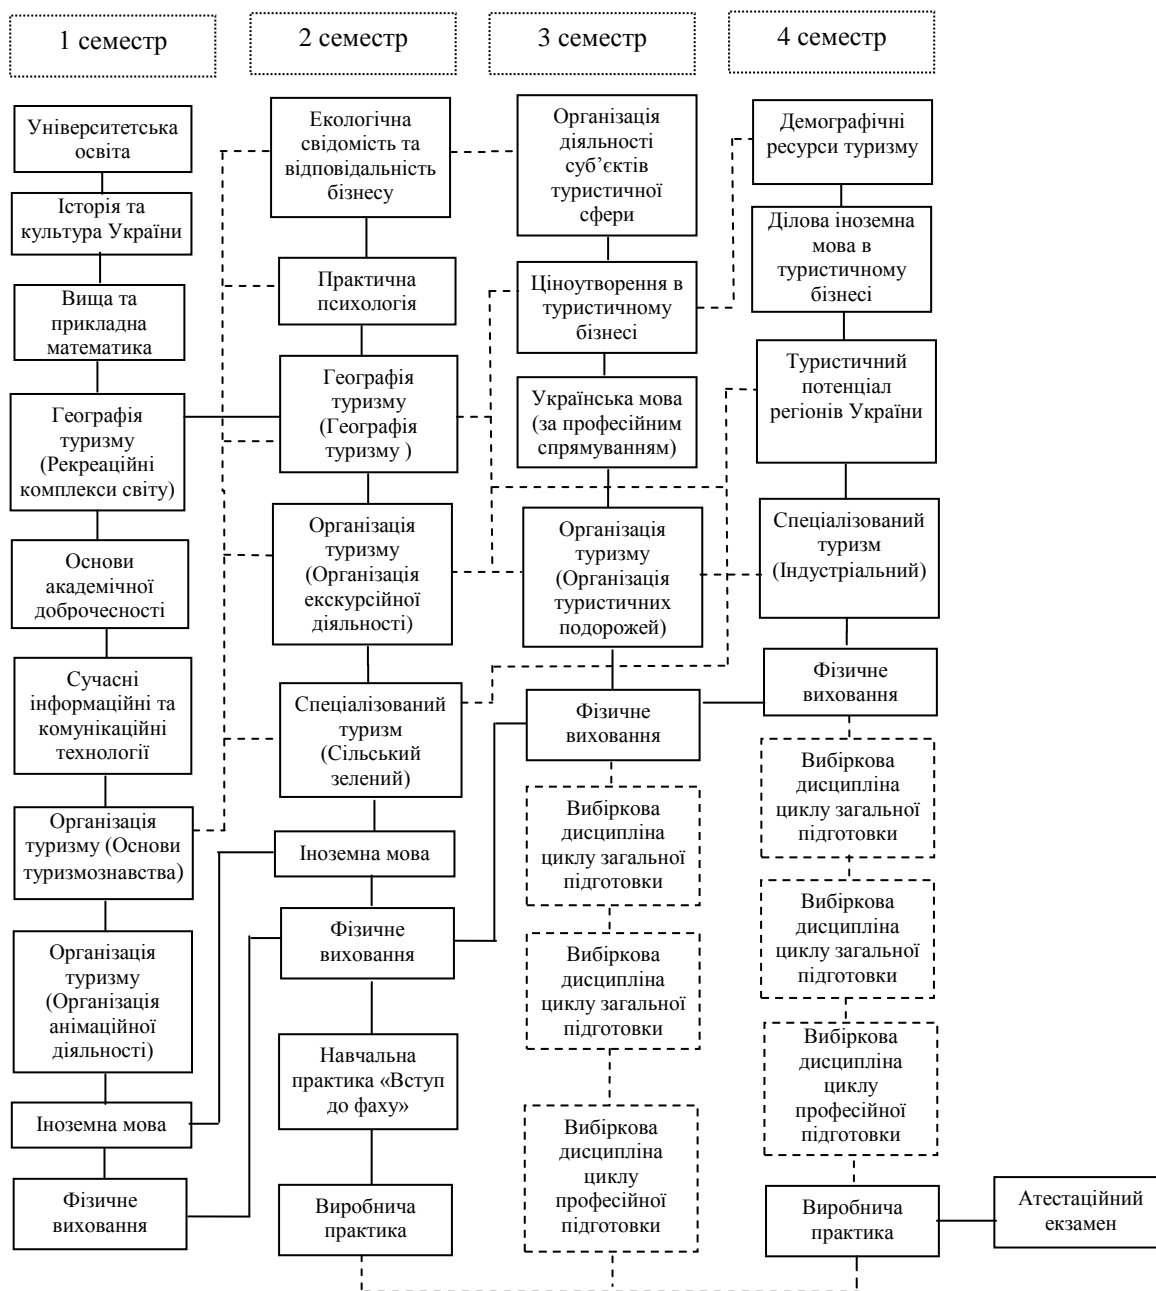 1 семестр
2 семестр
3 семестр
4 семестр
Університетська
освіта
Історія та
культура України
Вища та
прикладна
математика
Географія
туризму
(Рекреаційні
комплекси світу)
Основи
академічної
доброчесності
Сучасні
інформаційні та
комунікаційні
технології
Організація
туризму (Основи
туризмознавства)
Організація
туризму
(Організація
анімаційної
діяльності)
Іноземна мова
Фізичне
виховання
Екологічна
свідомість та
відповідальність
бізнесу
Практична
психологія
Географія
туризму
(Географія
туризму )
Організація
туризму
(Організація
екскурсійної
діяльності)
Спеціалізований
туризм
(Сільський
зелений)
Іноземна мова
Фізичне
виховання
Навчальна
практика «Вступ
до фаху»
Виробнича
практика
Організація
діяльності
суб’єктів
туристичної
сфери
Ціноутворення в
туристичному
бізнесі
Українська мова
(за професійним
спрямуванням)
Організація
туризму
(Організація
туристичних
подорожей)
Фізичне
виховання
Вибіркова
дисципліна
циклу загальної
підготовки
Вибіркова
дисципліна
циклу загальної
підготовки
Вибіркова
дисципліна
циклу
професійної
підготовки
Демографічні
ресурси туризму
Ділова іноземна
мова в
туристичному
бізнесі
Туристичний
потенціал
регіонів України
Спеціалізований
туризм
(Індустріальний)
Фізичне
виховання
Вибіркова
дисципліна
циклу загальної
підготовки
Вибіркова
дисципліна
циклу загальної
підготовки
Вибіркова
дисципліна
циклу
професійної
підготовки
Виробнича
практика
Атестаційний
екзамен